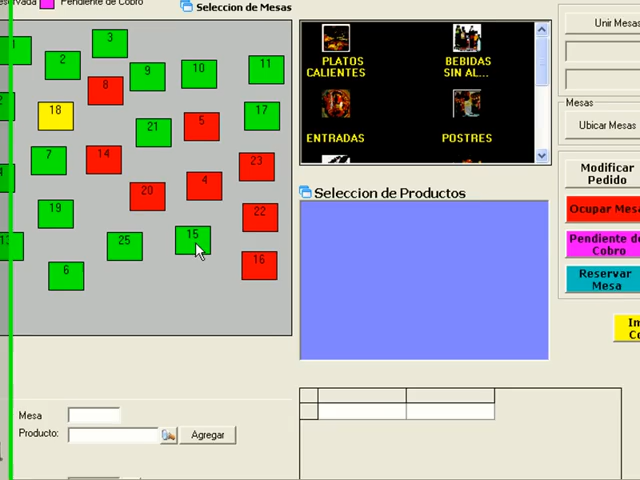 Pendiente de Cobro
Seleccion de Mesas
1
3
2
9
10
11
8
18
17
21
5
7
14
23
20
4
19
22
25
15
13
6
16
PLATOS
CALIENTES
BEBIDAS
SIN AL...
ENTRADAS
POSTRES
Seleccion de Productos
Unir Mesas
Mesas
Ubicar Mesas
Modificar
Pedido
Ocupar Mesa
Pendiente de
Cobro
Reservar
Mesa
Mesa
Producto:
Agregar